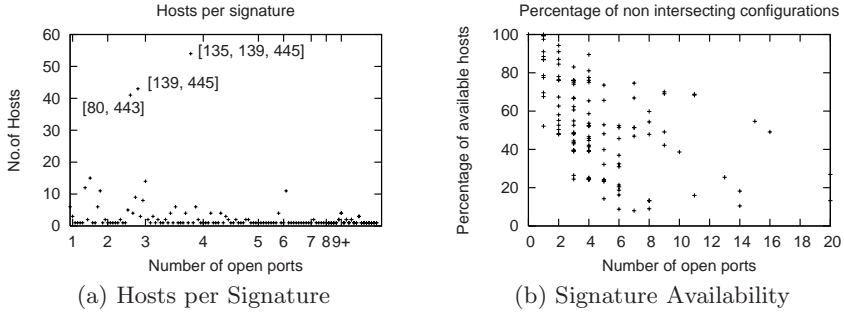 Hosts per signature
60
50
40
30
20
10
0
No.of Hosts
[135, 139, 445]
[139, 445]
[80, 443]
1 2 3 4 5 6 7 8 9+
Number of open ports
(a) Hosts per Signature
Percentage of non intersecting configurations
100
80
60
40
20
0
Percentage of available hosts
0 2 4 6 8 10 12 14 16 18 20
Number of open ports
(b) Signature Availability